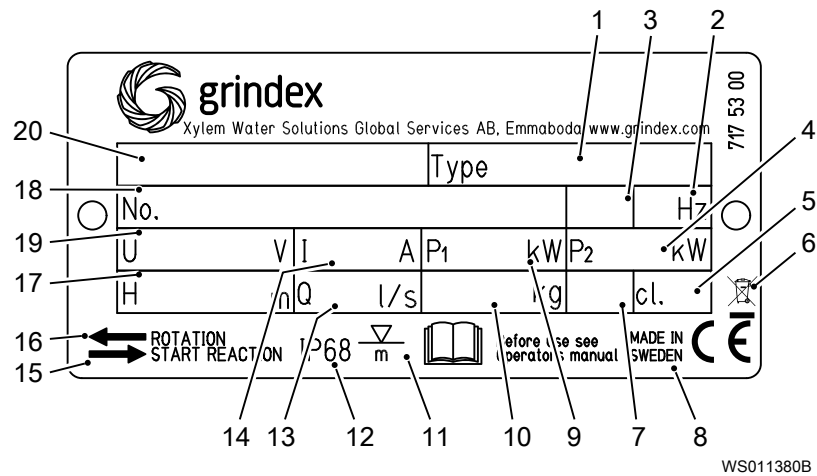 1 3 2
grindex
Xylem Water Solutions Global Services AB, Emmaboda www.grindex.com
717 53 00
20
4
Type
18
No.
Hz
5
19
U V I A P1 kW P2 kW
6
17
H m Q l/s kg cl.
16
ROTATION
START REACTION
IP68
m
Before use see
operators manual
MADE IN
SWEDEN
CE
15
14 13 12 11 10 9 7 8
WS011380B